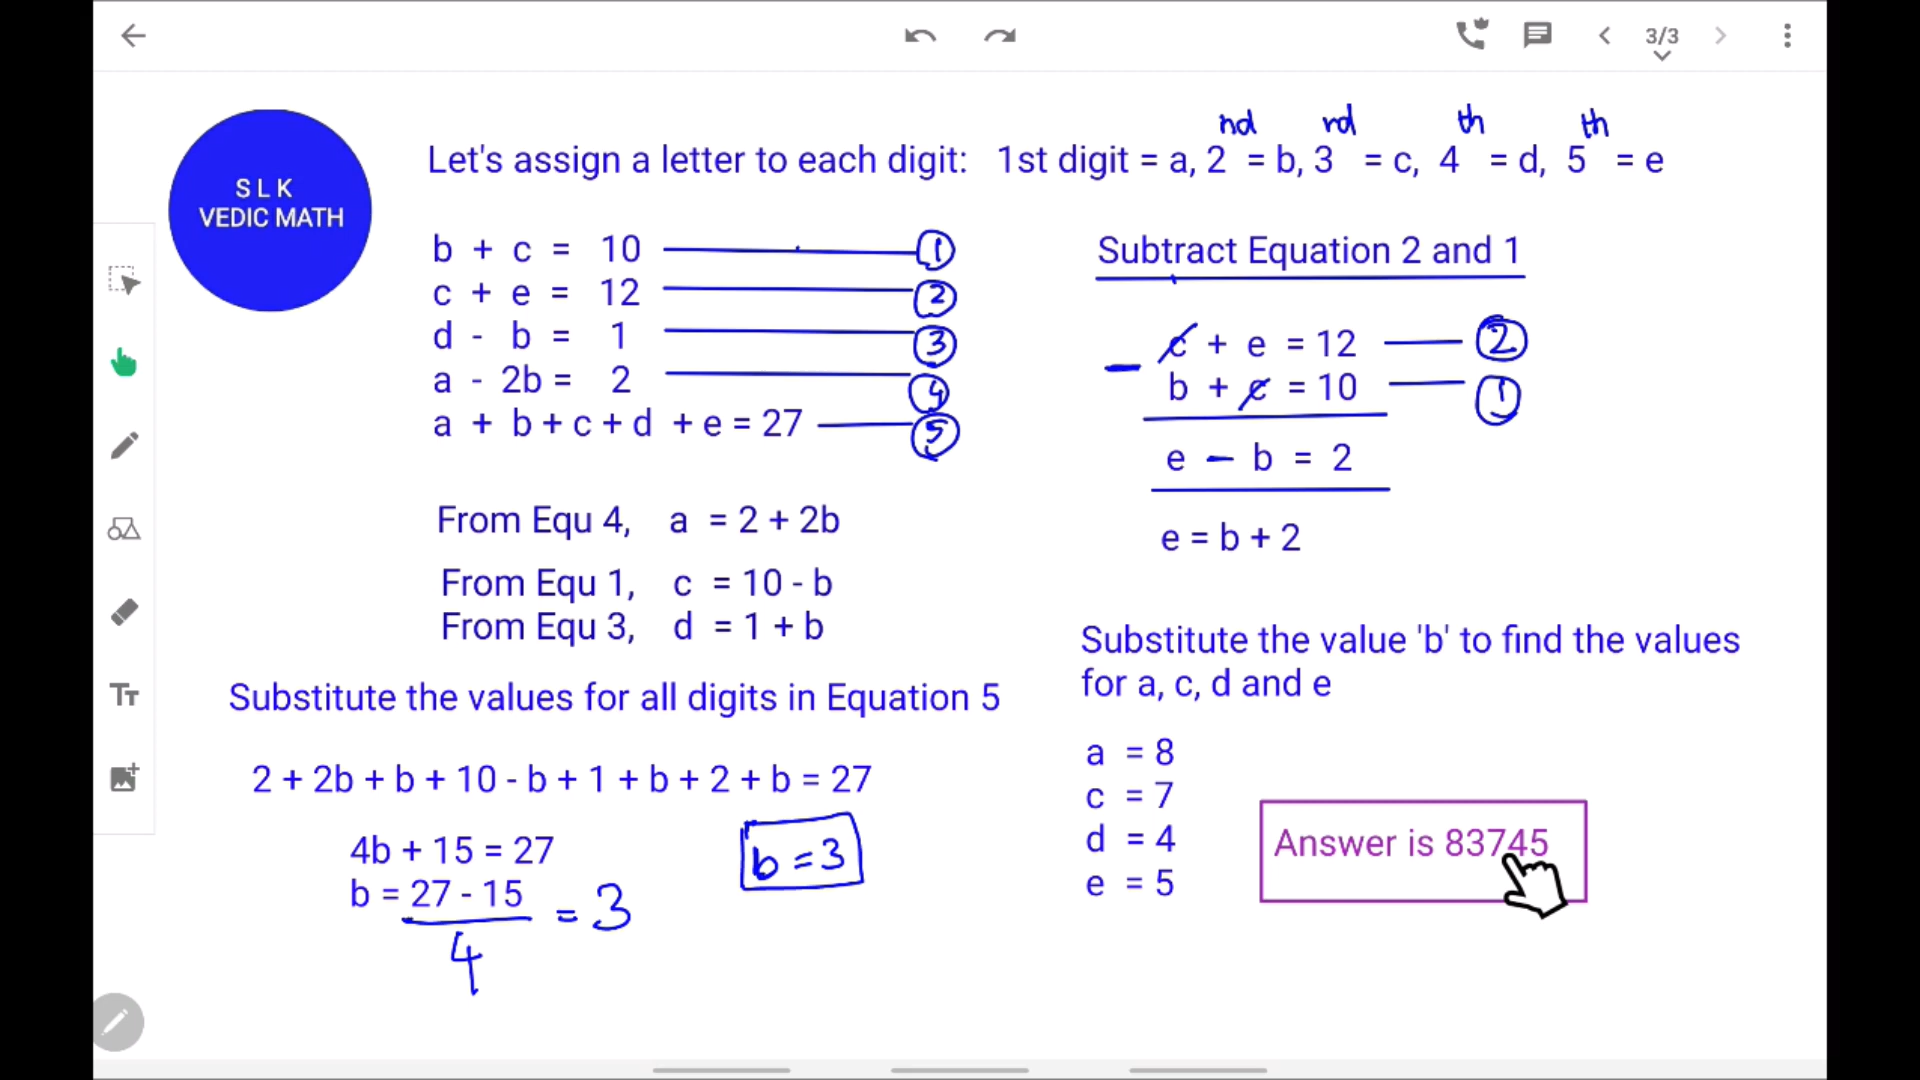 3/3
S L K
VEDIC MATH
Let's assign a letter to each digit: 1st digit = a, 2nd = b, 3rd = c, 4th = d, 5th = e
b + c = 10 ① 
c + e = 12 ②
d - b = 1 ③
a - 2b = 2 ④
a + b + c + d + e = 27 ⑤
From Equ 4, a = 2 + 2b
From Equ 1, c = 10 - b
From Equ 3, d = 1 + b
Substitute the values for all digits in Equation 5
2 + 2b + b + 10 - b + 1 + b + 2 + b = 27
4b + 15 = 27
b = 27 - 15 = 3
4
b = 3
Subtract Equation 2 and 1
c + e = 12 ②
- b + c = 10 ①
e - b = 2
e = b + 2
Substitute the value 'b' to find the values
for a, c, d and e
a = 8
c = 7
d = 4
e = 5
Answer is 83745
Tт